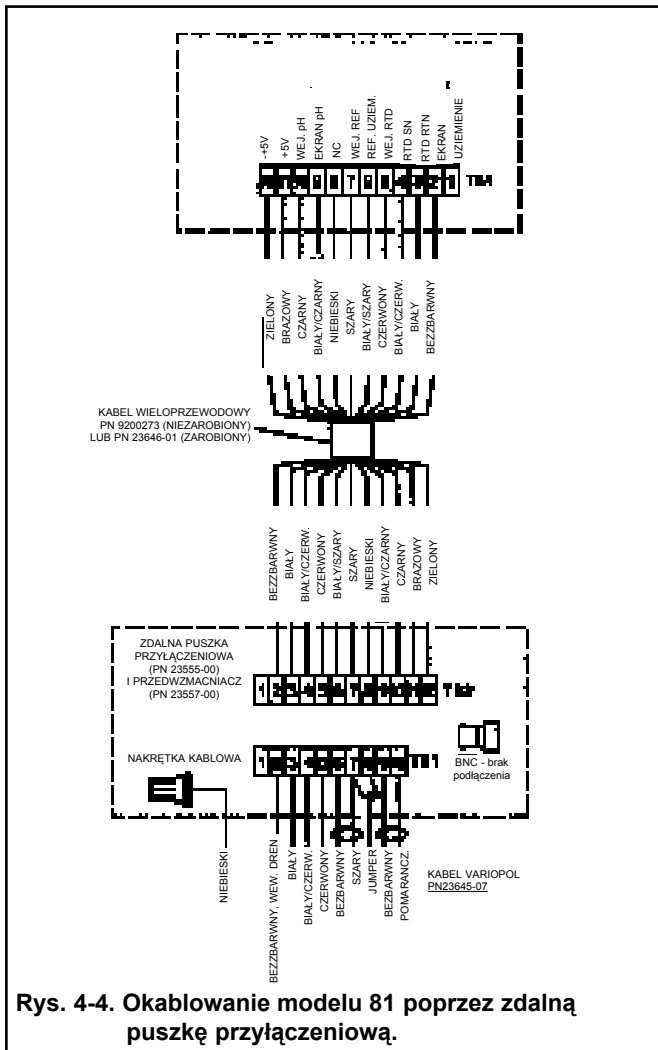 -+5V
+5V
WEJ. pH
EKRAN pH
NC
WEJ. REF
REF. UZIEM.
WEJ. RTD
RTD SN
RTD RTN
EKRAN
UZIEMIENIE
ZIELONY
BRAZOWY
CZARNY
BIAŁY/CZARNY
NIEBIESKI
SZARY
BIAŁY/SZARY
CZERWONY
BIAŁY/CZERW.
BIAŁY
BEZZBARWNY
KABEL WIELOPRZEWODOWY
PN 9200273 (NIEZAROBIONY)
LUB PN 23646-01 (ZAROBIONY)
BEZZBARWNY
BIAŁY
BIAŁY/CZERW.
CZERWONY
BIAŁY/SZARY
SZARY
NIEBIESKI
BIAŁY/CZARNY
CZARNY
BRAZOWY
ZIELONY
ZDALNA PUSZKA
PRZYŁĄCZENIOWA
(PN 23555-00)
I PRZEDWZMACNIACZ
(PN 23557-00)
NAKRĘTKA KABLOWA
TB1
BNC - brak
podłączenia
NIEBIESKI
BEZZBARWNY, WEW. DREN
BIAŁY
BIAŁY/CZERW.
CZERWONY
BEZBARWNY
SZARY
JUMPER
BEZBARWNY
POMARAŃCZ.
KABEL VARIOPOL
PN23645-07
Rys. 4-4. Okablowanie modelu 81 poprzez zdalną
puszkę przyłączeniową.